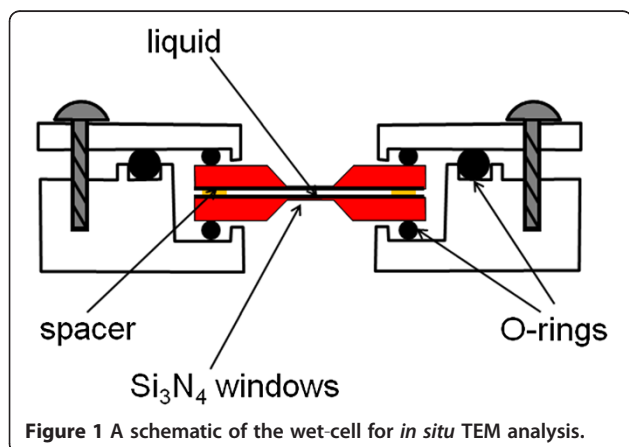 liquid
spacer
O-rings
Si₃N₄ windows
Figure 1 A schematic of the wet-cell for in situ TEM analysis.